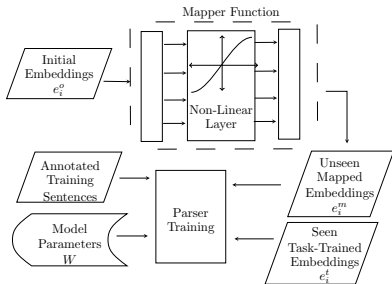 Mapper Function
Initial
Embeddings
e_i^o
Non-Linear
Layer
Annotated
Training
Sentences
Model
Parameters
W
Parser
Training
Unseen
Mapped
Embeddings
e_i^m
Seen
Task-Trained
Embeddings
e_i^t